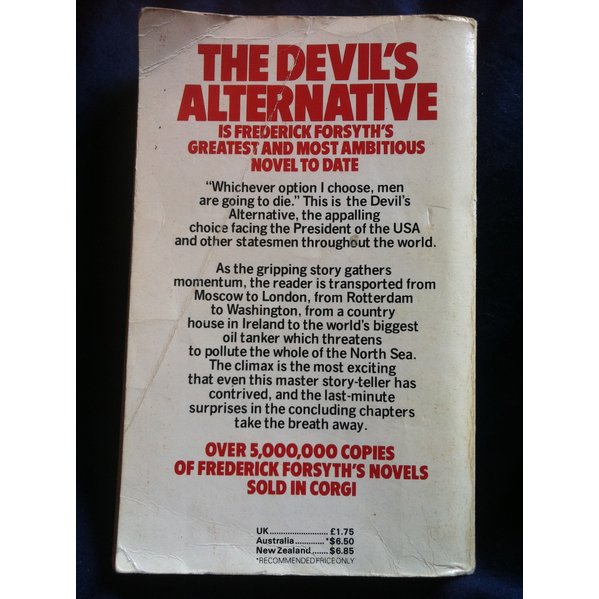 THE DEVIL'S
ALTERNATIVE
IS FREDERICK FORSYTH'S
GREATEST AND MOST AMBITIOUS
NOVEL TO DATE
"Whichever option I choose, men
are going to die." This is the Devil's
Alternative, the appalling
choice facing the President of the USA
and other statesmen throughout the world.
As the gripping story gathers
momentum, the reader is transported from
Moscow to London, from Rotterdam
to Washington, from a country
house in Ireland to the world's biggest
oil tanker which threatens
to pollute the whole of the North Sea.
The climax is the most exciting
that even this master story-teller has
contrived, and the last-minute
surprises in the concluding chapters
take the breath away.
OVER 5,000,000 COPIES
OF FREDERICK FORSYTH'S NOVELS
SOLD IN CORGI
UK.......................... £1.75
Australia............. *$6.50
New Zealand....... $6.85
*RECOMMENDED PRICE ONLY